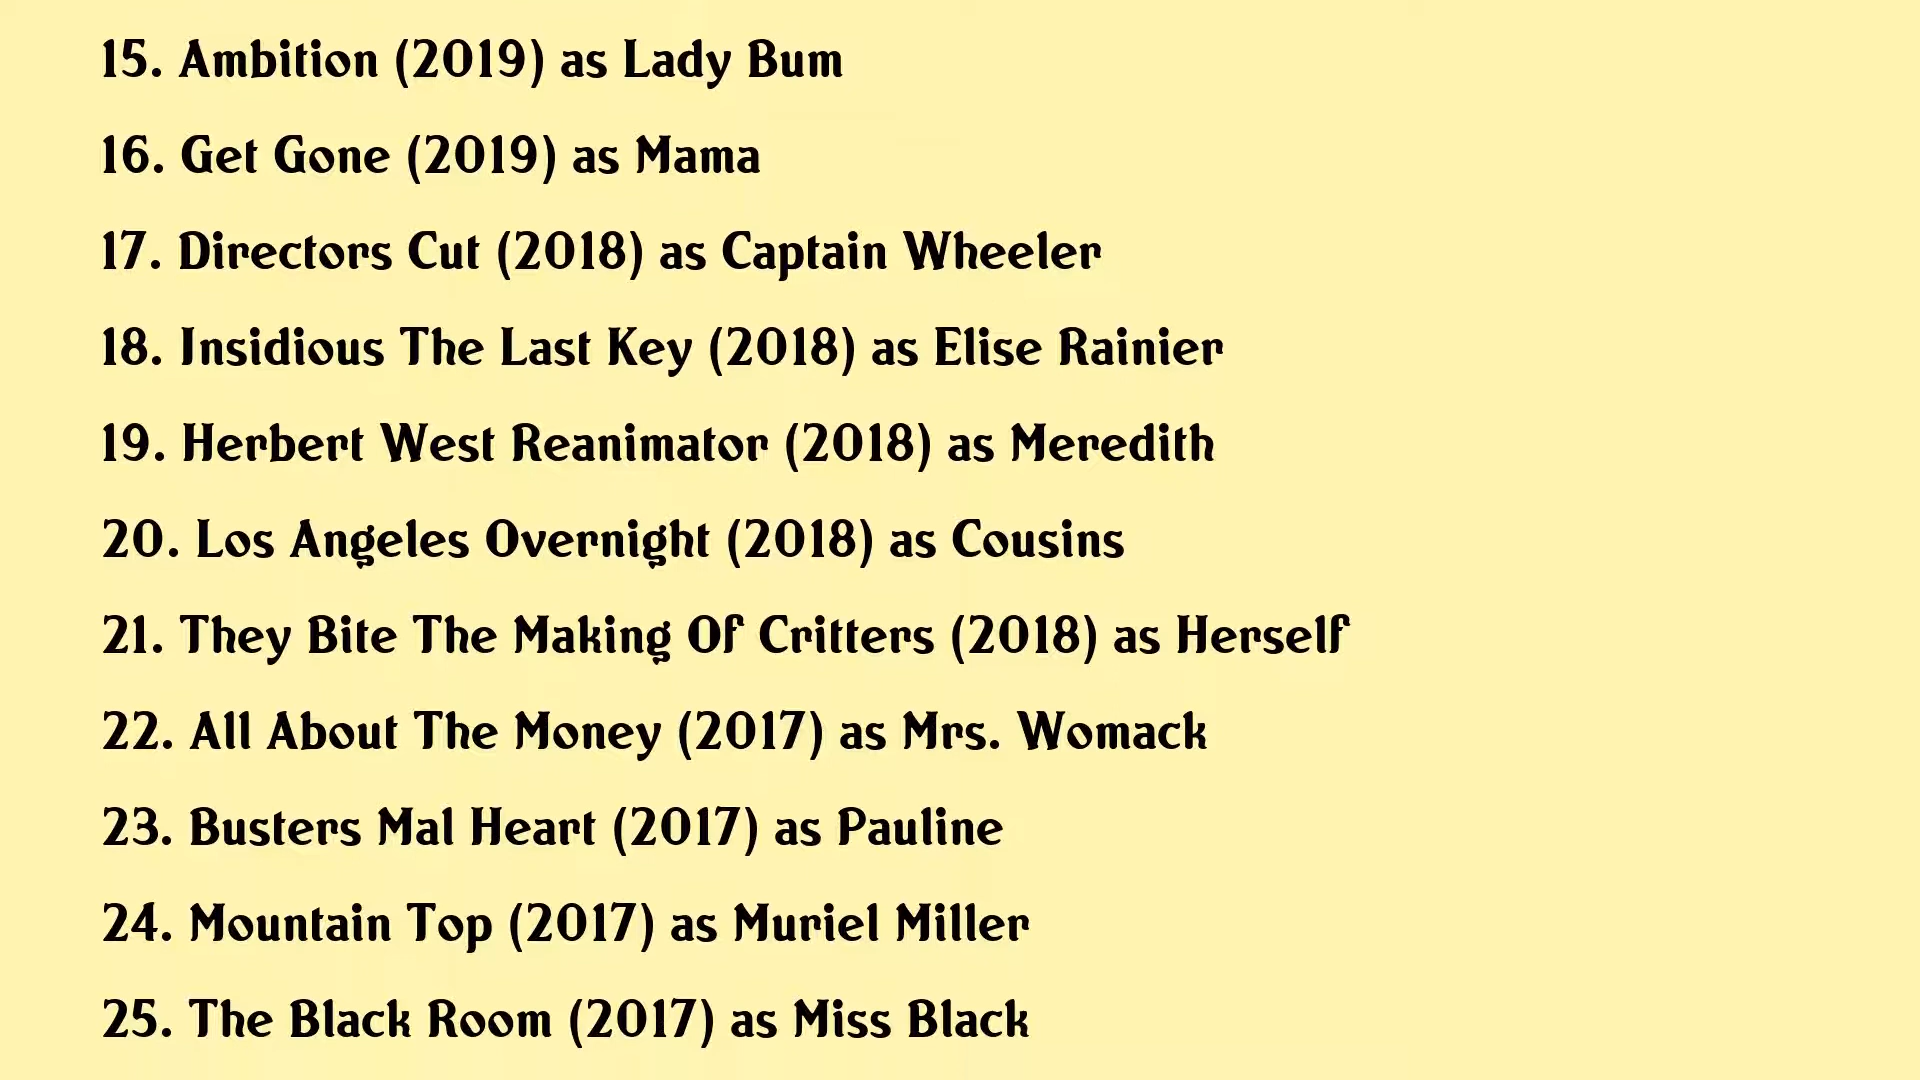 15. Ambition (2019) as Lady Bum
16. Get Gone (2019) as Mama
17. Directors Cut (2018) as Captain Wheeler
18. Insidious The Last Key (2018) as Elise Rainier
19. Herbert West Reanimator (2018) as Meredith
20. Los Angeles Overnight (2018) as Cousins
21. They Bite The Making Of Critters (2018) as Herself
22. All About The Money (2017) as Mrs. Womack
23. Busters Mal Heart (2017) as Pauline
24. Mountain Top (2017) as Muriel Miller
25. The Black Room (2017) as Miss Black